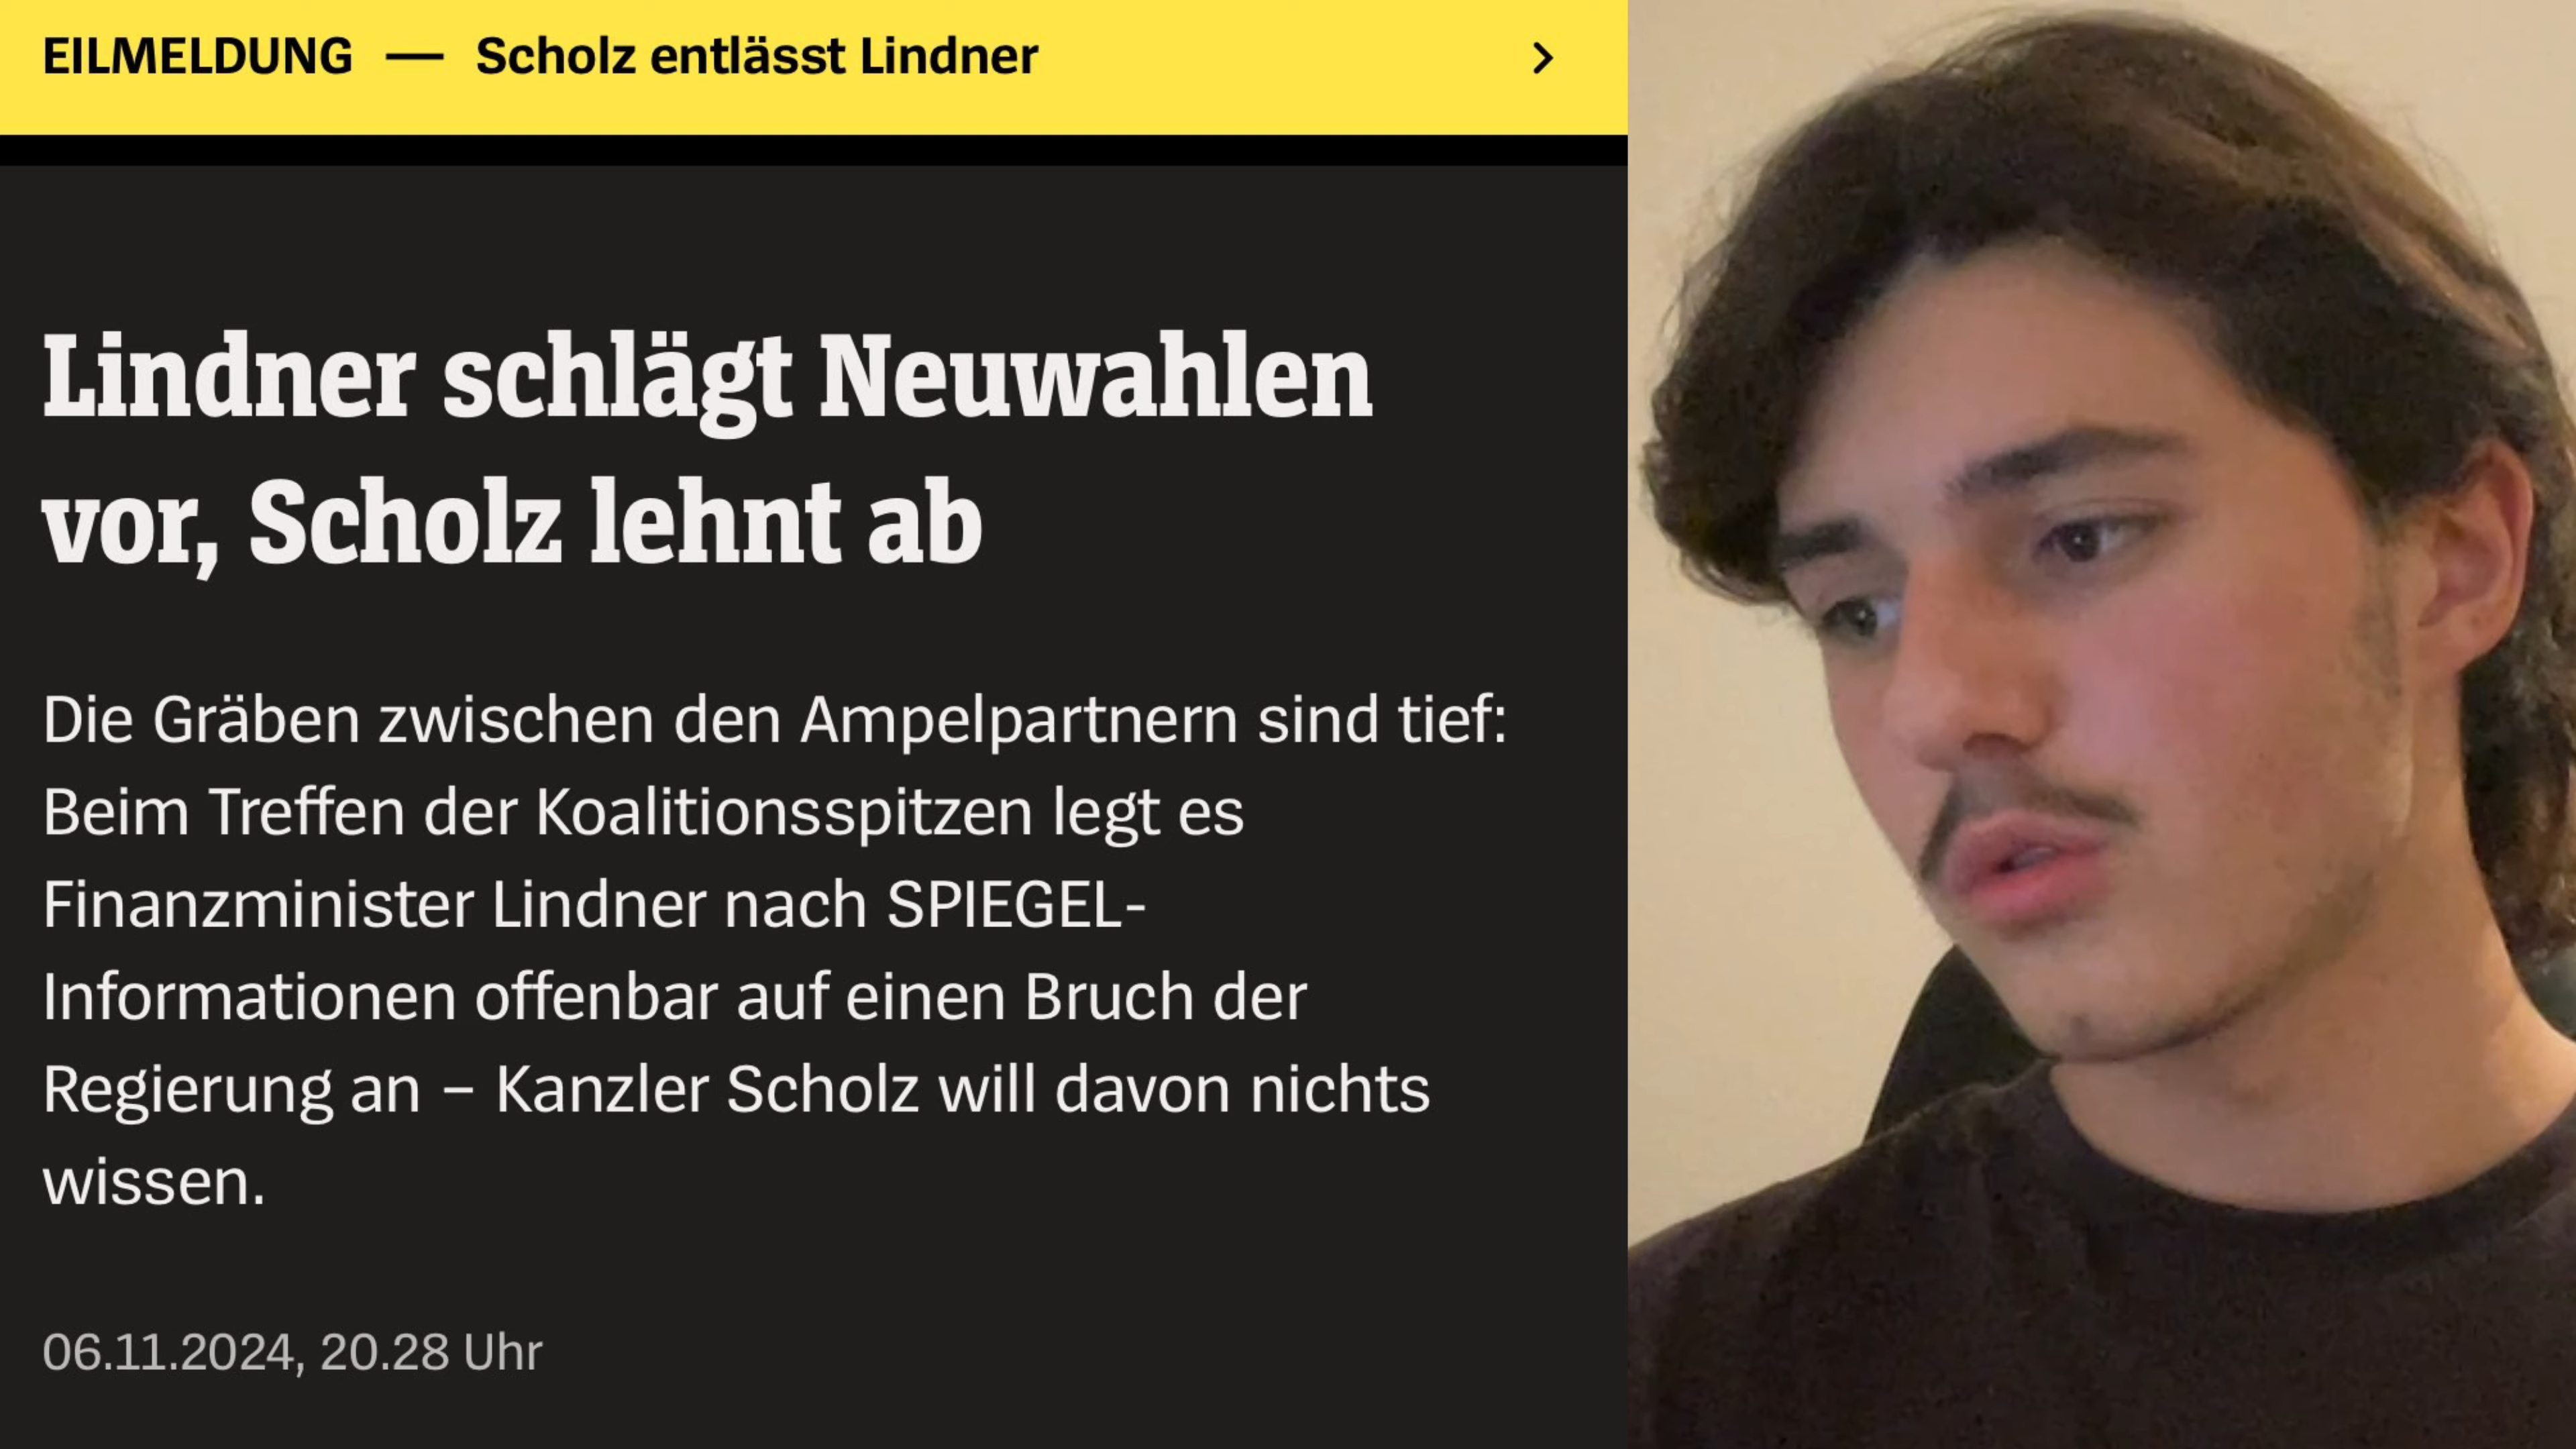 EILMELDUNG — Scholz entlässt Lindner
Lindner schlägt Neuwahlen
vor, Scholz lehnt ab
Die Gräben zwischen den Ampelpartnern sind tief:
Beim Treffen der Koalitionsspitzen legt es
Finanzminister Lindner nach SPIEGEL-
Informationen offenbar auf einen Bruch der
Regierung an – Kanzler Scholz will davon nichts
wissen.
06.11.2024, 20.28 Uhr